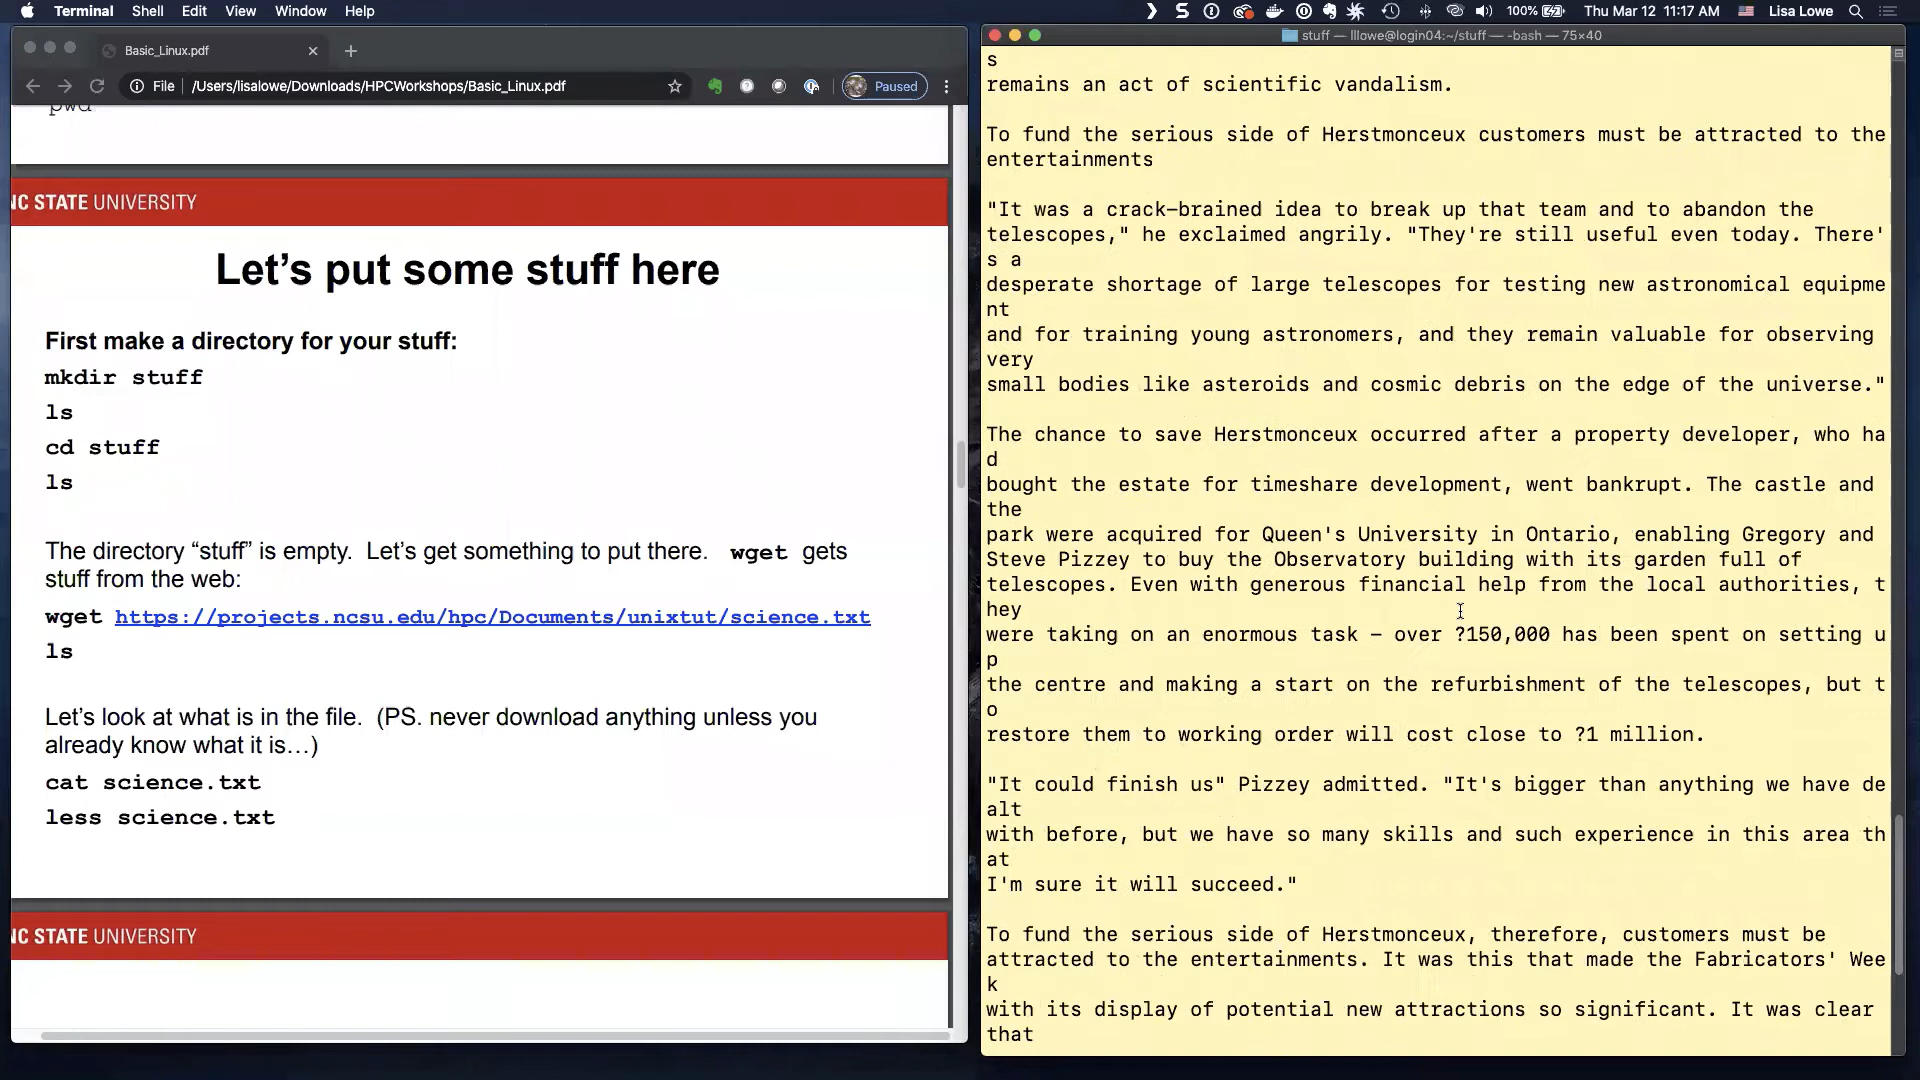 Terminal Shell Edit View Window Help
100% Thu Mar 12 11:17 AM Lisa Lowe
Basic_Linux.pdf
File /Users/lisalowe/Downloads/HPCWorkshops/Basic_Linux.pdf Paused
pwd
NC STATE UNIVERSITY
Let’s put some stuff here
First make a directory for your stuff:
mkdir stuff
ls
cd stuff
ls
The directory “stuff” is empty. Let’s get something to put there. wget gets
stuff from the web:
wget https://projects.ncsu.edu/hpc/Documents/unixtut/science.txt
ls
Let’s look at what is in the file. (PS. never download anything unless you
already know what it is…)
cat science.txt
less science.txt
NC STATE UNIVERSITY
stuff — lllowe@login04:~/stuff — -bash — 75×40
s
remains an act of scientific vandalism.
To fund the serious side of Herstmonceux customers must be attracted to the
entertainments
"It was a crack-brained idea to break up that team and to abandon the
telescopes," he exclaimed angrily. "They're still useful even today. There'
s a
desperate shortage of large telescopes for testing new astronomical equipme
nt
and for training young astronomers, and they remain valuable for observing
very
small bodies like asteroids and cosmic debris on the edge of the universe."
The chance to save Herstmonceux occurred after a property developer, who ha
d
bought the estate for timeshare development, went bankrupt. The castle and
the
park were acquired for Queen's University in Ontario, enabling Gregory and
Steve Pizzey to buy the Observatory building with its garden full of
telescopes. Even with generous financial help from the local authorities, t
hey
were taking on an enormous task - over ?150,000 has been spent on setting u
p
the centre and making a start on the refurbishment of the telescopes, but t
o
restore them to working order will cost close to ?1 million.
"It could finish us" Pizzey admitted. "It's bigger than anything we have de
alt
with before, but we have so many skills and such experience in this area th
at
I'm sure it will succeed."
To fund the serious side of Herstmonceux, therefore, customers must be
attracted to the entertainments. It was this that made the Fabricators' Wee
k
with its display of potential new attractions so significant. It was clear
that